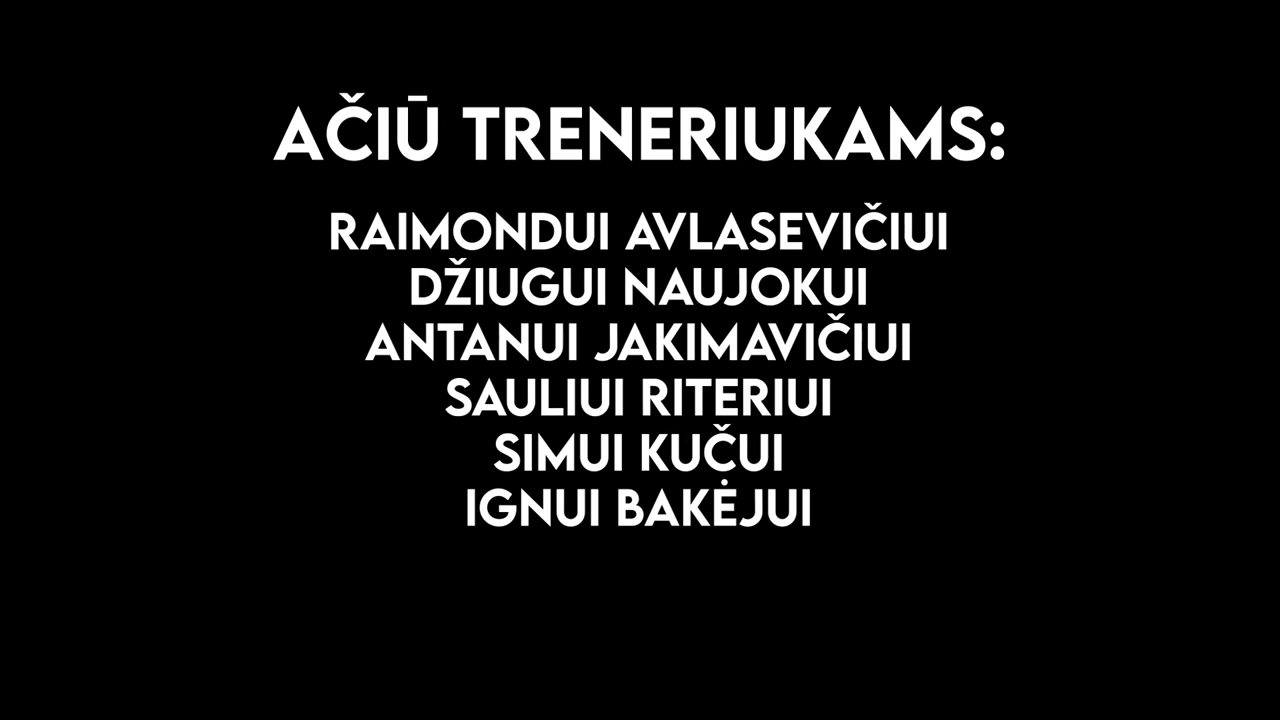 AČIŪ TRENERIUKAMS:
RAIMONDUI AVLASEVIČIUI
DŽIUGUI NAUJOKUI
ANTANUI JAKIMAVIČIUI
SAULIUI RITERIUI
SIMUI KUČUI
IGNUI BAKĖJUI